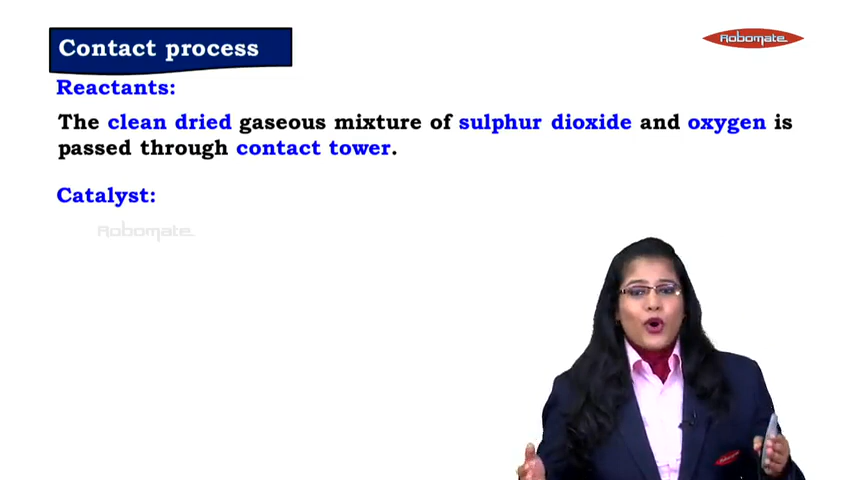 Contact process
Robomate
Reactants:
The clean dried gaseous mixture of sulphur dioxide and oxygen is
passed through contact tower.
Catalyst:
Robomate